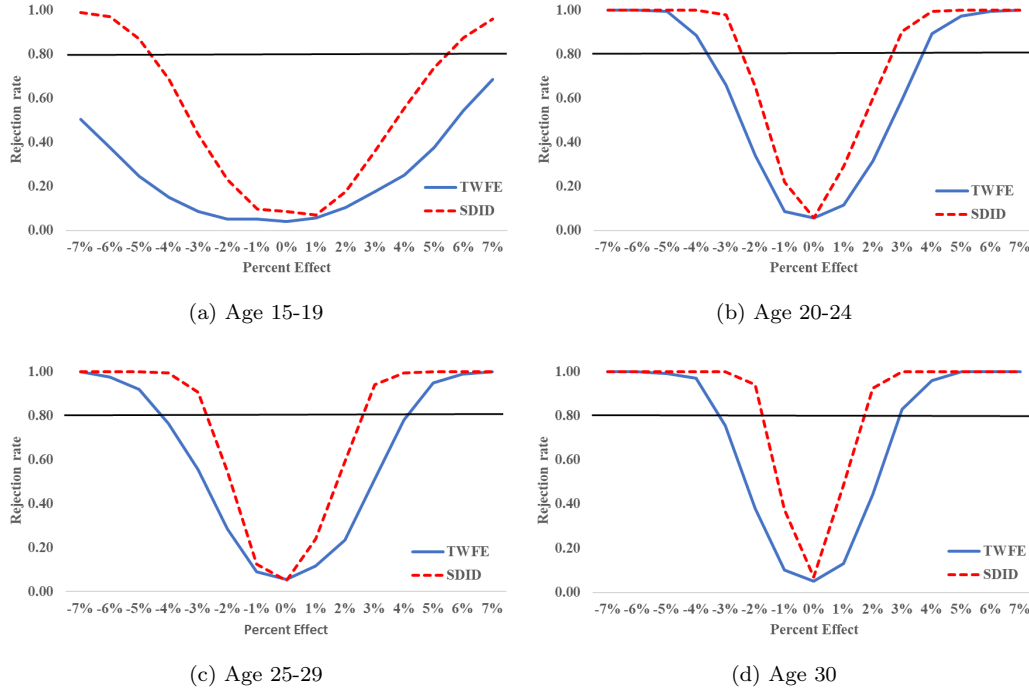 1.00
0.80
0.60
0.40
0.20
0.00
Rejection rate
-7% -6% -5% -4% -3% -2% -1% 0% 1% 2% 3% 4% 5% 6% 7%
Percent Effect
TWFE
SDID
(a) Age 15-19
1.00
0.80
0.60
0.40
0.20
0.00
Rejection rate
-7% -6% -5% -4% -3% -2% -1% 0% 1% 2% 3% 4% 5% 6% 7%
Percent Effect
TWFE
SDID
(b) Age 20-24
1.00
0.80
0.60
0.40
0.20
0.00
Rejection rate
-7% -6% -5% -4% -3% -2% -1% 0% 1% 2% 3% 4% 5% 6% 7%
Percent Effect
TWFE
SDID
(c) Age 25-29
1.00
0.80
0.60
0.40
0.20
0.00
Rejection rate
-7% -6% -5% -4% -3% -2% -1% 0% 1% 2% 3% 4% 5% 6% 7%
Percent Effect
TWFE
SDID
(d) Age 30